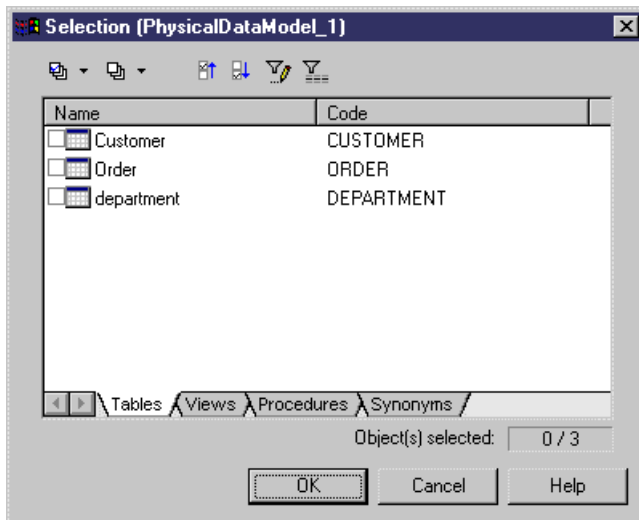 Selection (PhysicalDataModel_1)
Name Code
Customer CUSTOMER
Order ORDER
department DEPARTMENT
Tables Views Procedures Synonyms
Object(s) selected: 0 / 3
OK Cancel Help